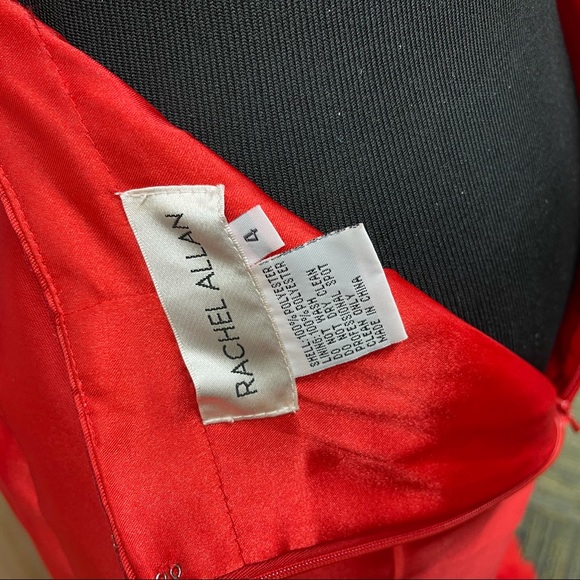 RACHEL ALLAN
4
SHELL:100%POLYESTER
LINING:100%POLYESTER
DO NOT WASH
DO NOT DRY CLEAN
PROFESSIONAL SPOT
CLEAN ONLY
MADE IN CHINA